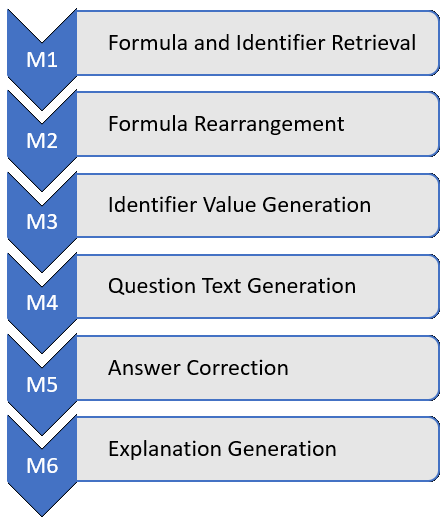 M1
Formula and Identifier Retrieval
M2
Formula Rearrangement
M3
Identifier Value Generation
M4
Question Text Generation
M5
Answer Correction
M6
Explanation Generation